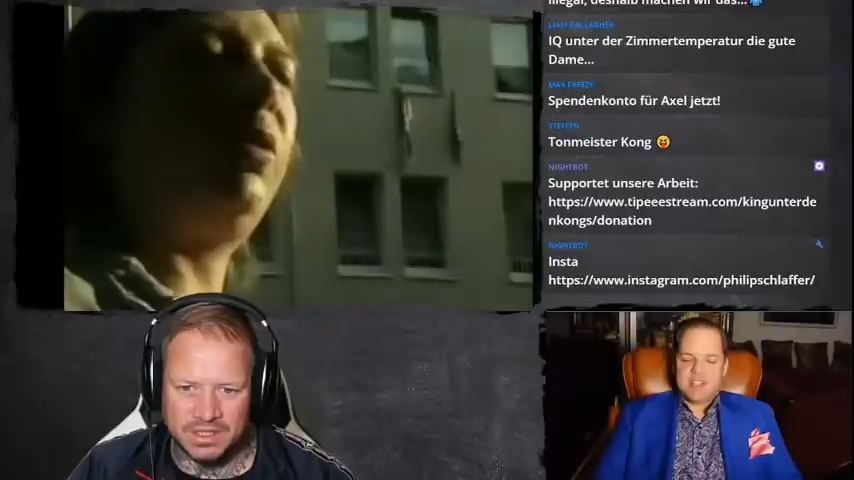 illegal, deshalb machen wir das...
LIAM GALLAGHER
IQ unter der Zimmertemperatur die gute
Dame...
MAX FREEZY
Spendenkonto für Axel jetzt!
STEFFEN
Tonmeister Kong
NIGHTBOT
Supportet unsere Arbeit:
https://www.tipeeestream.com/kingunterde
nkongs/donation
NIGHTBOT
Insta
https://www.instagram.com/philipschlaffer/